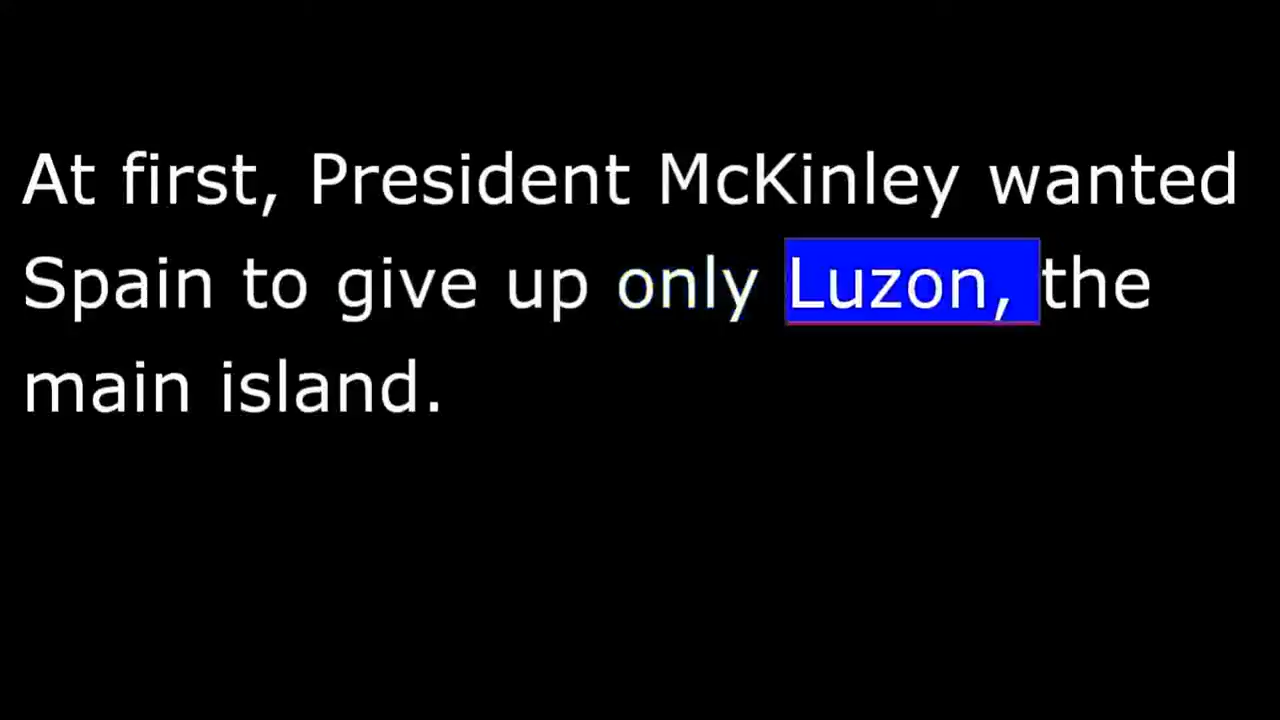 At first, President McKinley wanted
Spain to give up only Luzon, the
main island.